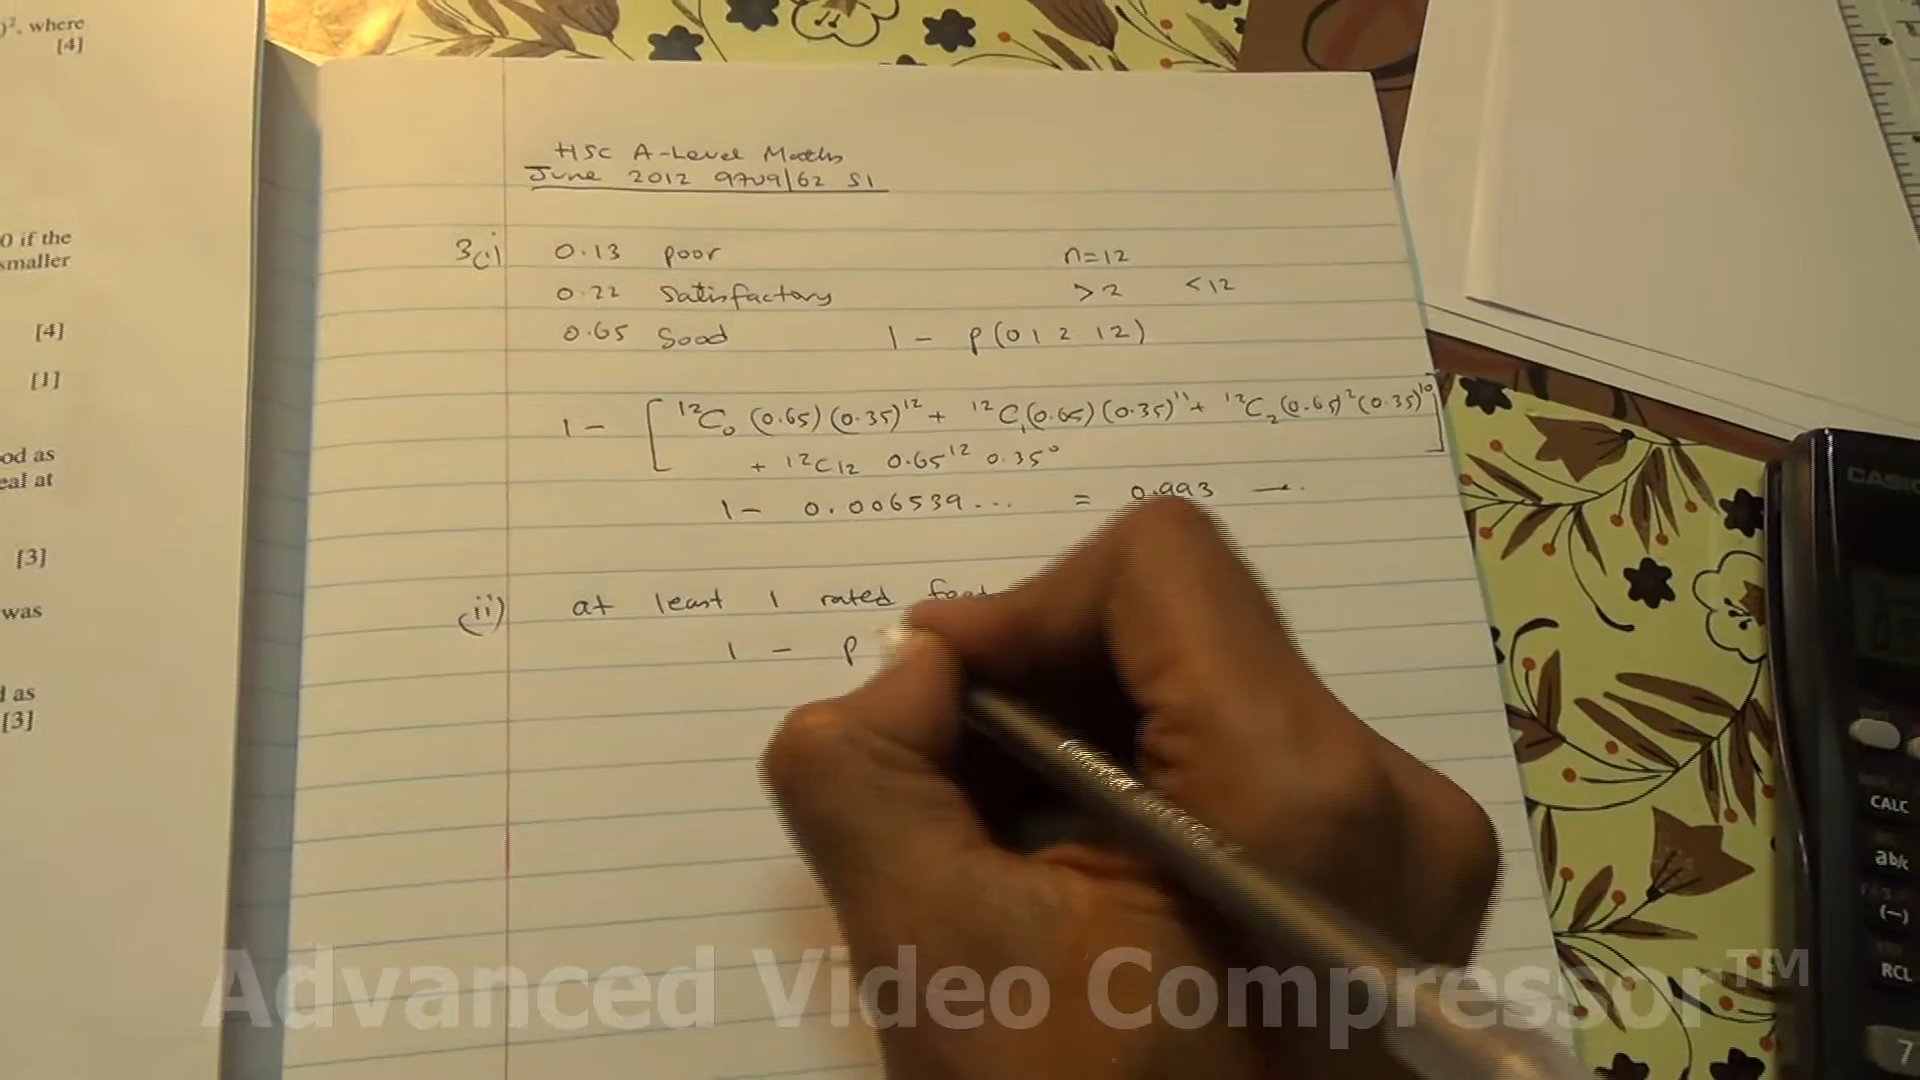 )², where
[4]
0 if the
smaller
[4]
[1]
od as
eal at
[3]
was
d as
[3]
HSC A-Level Maths
June 2012 9709/62 S1
3(i) 0.13 poor n=12
0.22 Satisfactory >2 <12
0.65 Good 1 - P(0 1 2 12)
1 - [ ¹²C₀ (0.65)(0.35)¹² + ¹²C₁(0.65)(0.35)¹¹ + ¹²C₂(0.65)²(0.35)¹⁰
+ ¹²C12 0.65¹² 0.35⁰ ]
1 - 0.006539... = 0.993
(ii) at least 1 rated
1 - P
CASIO
CALC
ab/c
(−)
RCL
7
Advanced Video Compressor™